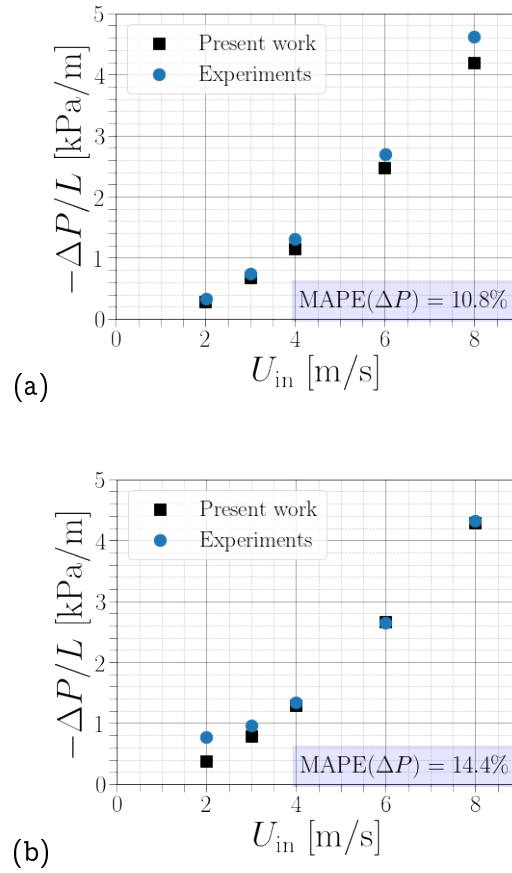 5
4
3
2
1
0
−ΔP/L [kPa/m]
Present work
Experiments
MAPE(ΔP) = 10.8%
0 2 4 6 8
U_in [m/s]
(a)
5
4
3
2
1
0
−ΔP/L [kPa/m]
Present work
Experiments
MAPE(ΔP) = 14.4%
0 2 4 6 8
U_in [m/s]
(b)